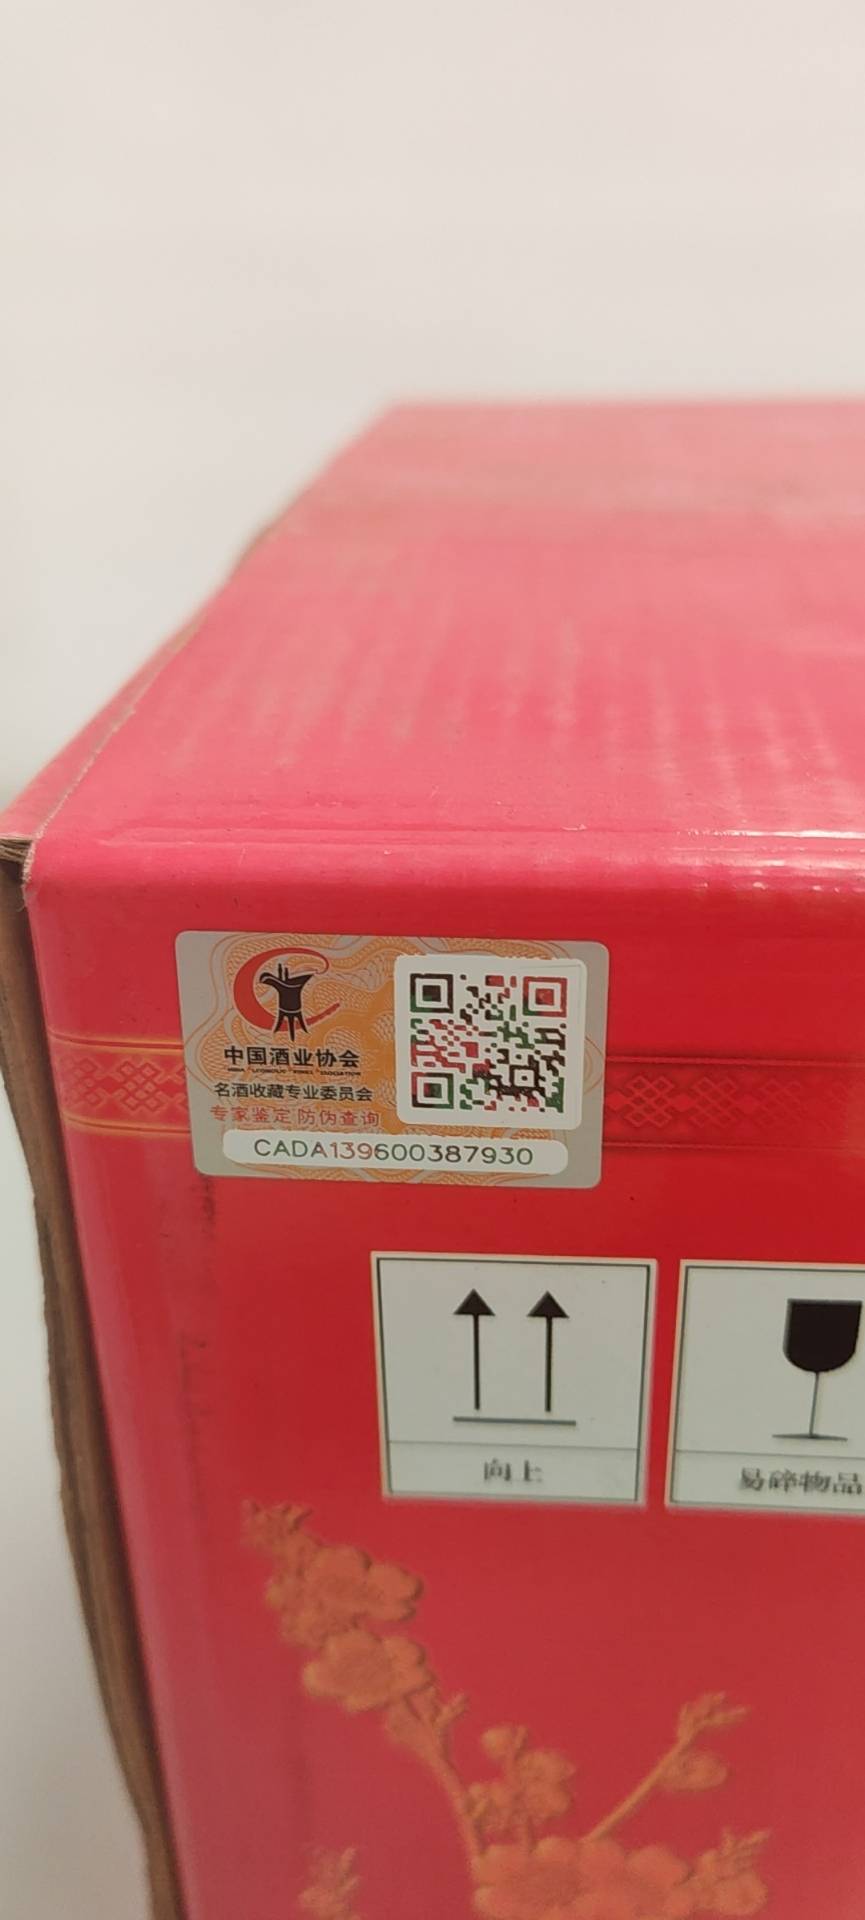 中国酒业协会
名酒收藏专业委员会
专家鉴定 防伪查询
CADA139600387930
向上
易碎物品